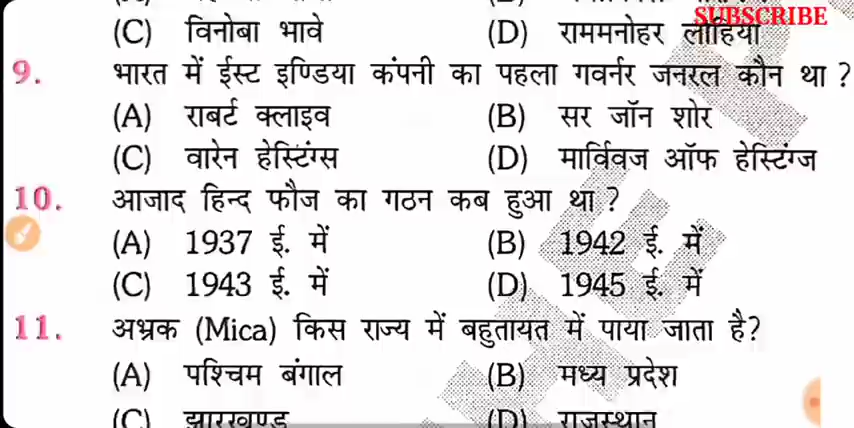 SUBSCRIBE
(C) विनोबा भावे (D) राममनोहर लोहिया
9. भारत में ईस्ट इण्डिया कंपनी का पहला गवर्नर जनरल कौन था ?
(A) राबर्ट क्लाइव (B) सर जॉन शोर
(C) वारेन हेस्टिंग्स (D) मार्विवज ऑफ हेस्टिंग्ज
10. आजाद हिन्द फौज का गठन कब हुआ था ?
(A) 1937 ई. में (B) 1942 ई. में
(C) 1943 ई. में (D) 1945 ई. में
11. अभ्रक (Mica) किस राज्य में बहुतायत में पाया जाता है?
(A) पश्चिम बंगाल (B) मध्य प्रदेश
(C) झारखण्ड (D) राजस्थान